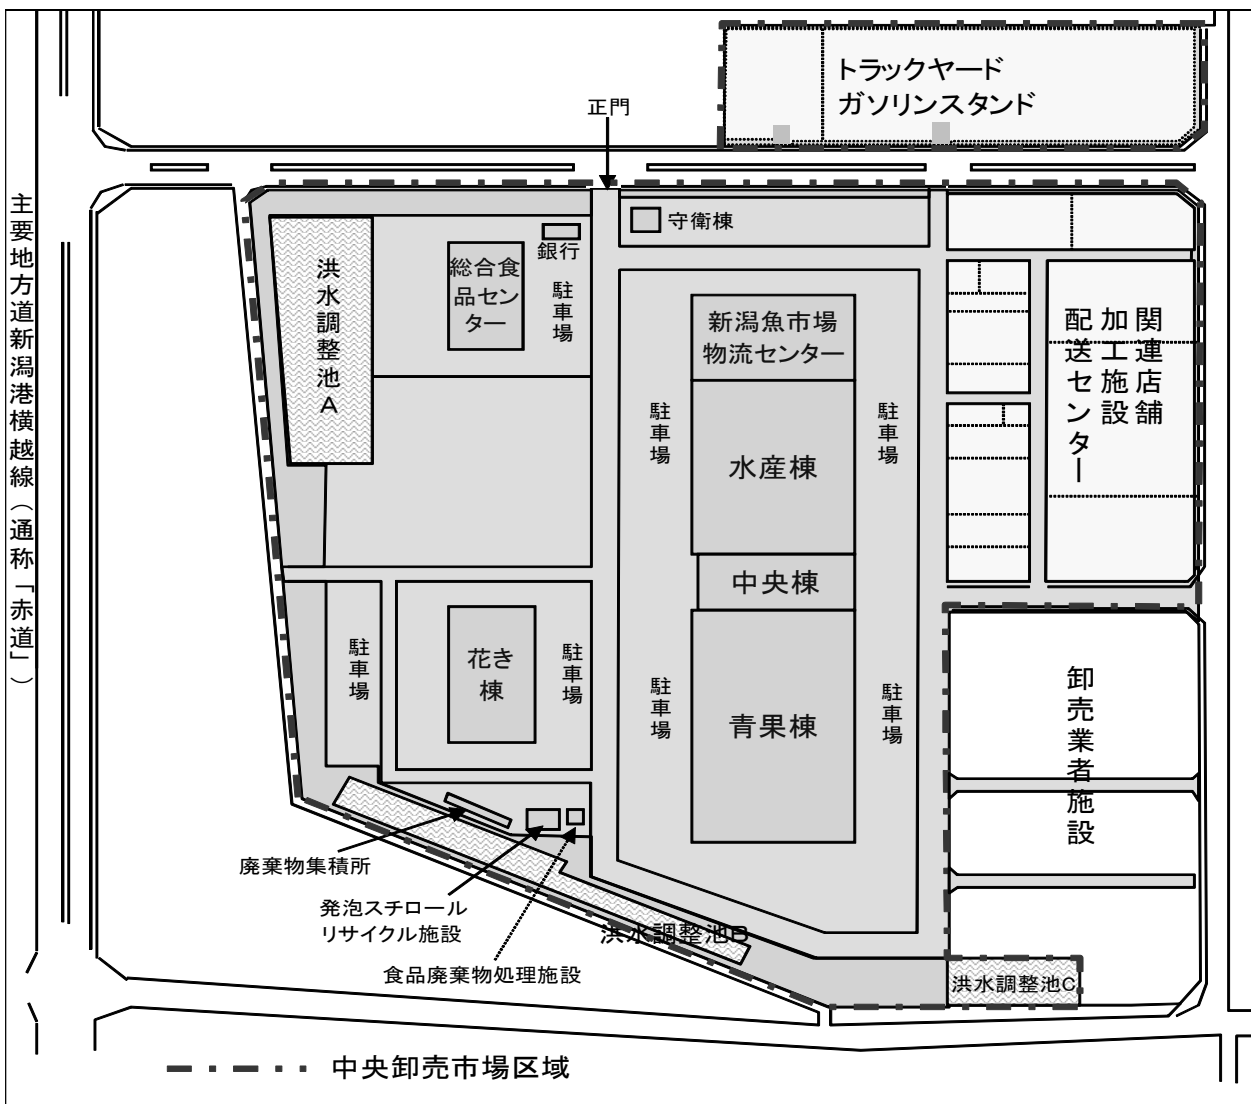 トラックヤード
ガソリンスタンド
正門
主要地方道新潟港横越線(通称「赤道」)
守衛棟
銀行
総合食
品セン
ター
駐車場
洪水調整池A
新潟魚市場
物流センター
関連店舗
加工施設
配送センター
駐車場
駐車場
水産棟
中央棟
花き
棟
駐車場
駐車場
駐車場
駐車場
青果棟
卸売業者施設
廃棄物集積所
発泡スチロール
リサイクル施設
洪水調整池B
食品廃棄物処理施設
洪水調整池C
中央卸売市場区域